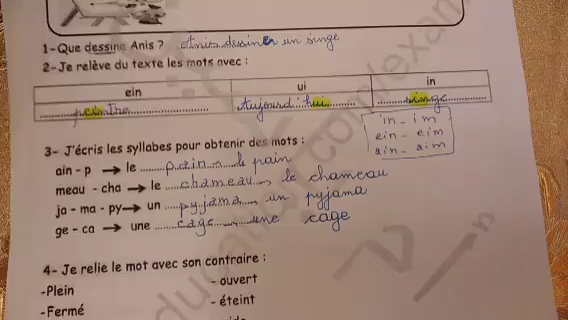 1-Que dessine Anis ? Anis dessiner un singe
2-Je relève du texte les mots avec :
ein ui in
peintre Aujourd'hui singe
in - im
ein - eim
ain - aim
3- J'écris les syllabes pour obtenir des mots :
ain - p → le pain le pain
meau - cha → le chameau le chameau
ja - ma - py → un pyjama un pyjama
ge - ca → une cage une cage
4- Je relie le mot avec son contraire :
-Plein - ouvert
-Fermé - éteint